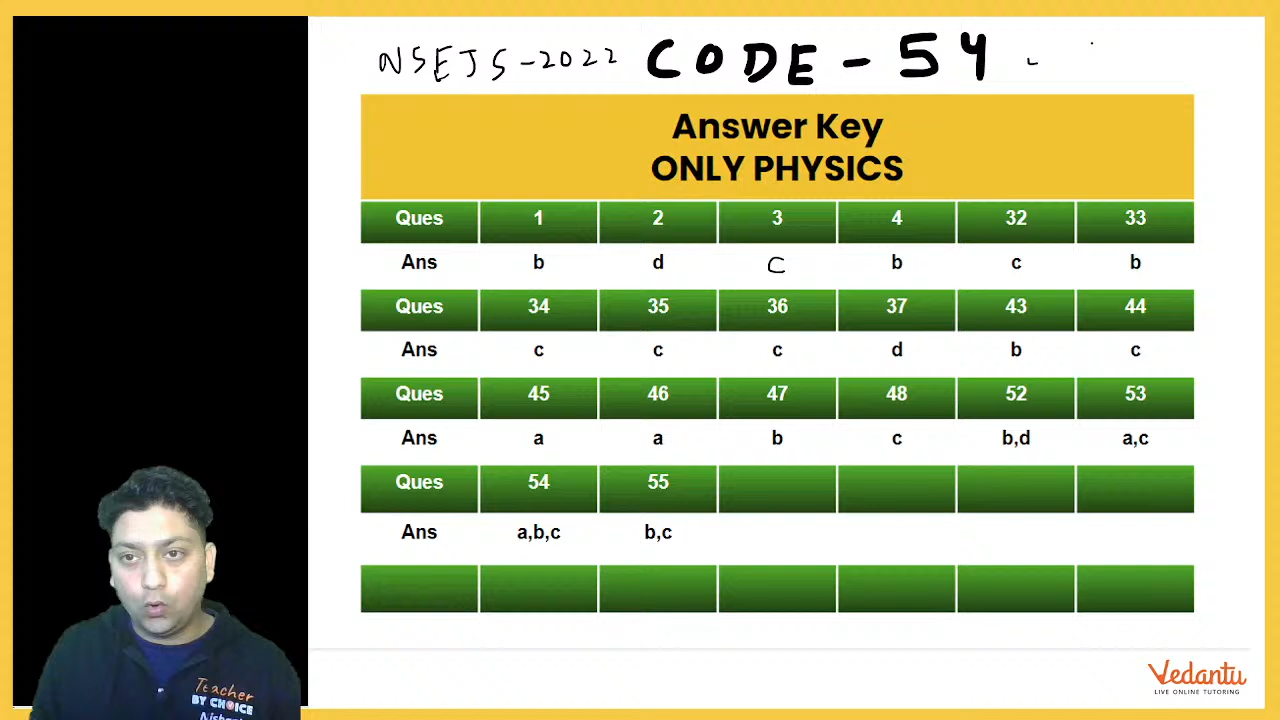 NSEJS-2022 CODE-54
Answer Key
ONLY PHYSICS
Ques 1 2 3 4 32 33
Ans b d C b c b
Ques 34 35 36 37 43 44
Ans c c c d b c
Ques 45 46 47 48 52 53
Ans a a b c b,d a,c
Ques 54 55
Ans a,b,c b,c
Teacher
BY CHOICE
Vedantu
LIVE ONLINE TUTORING